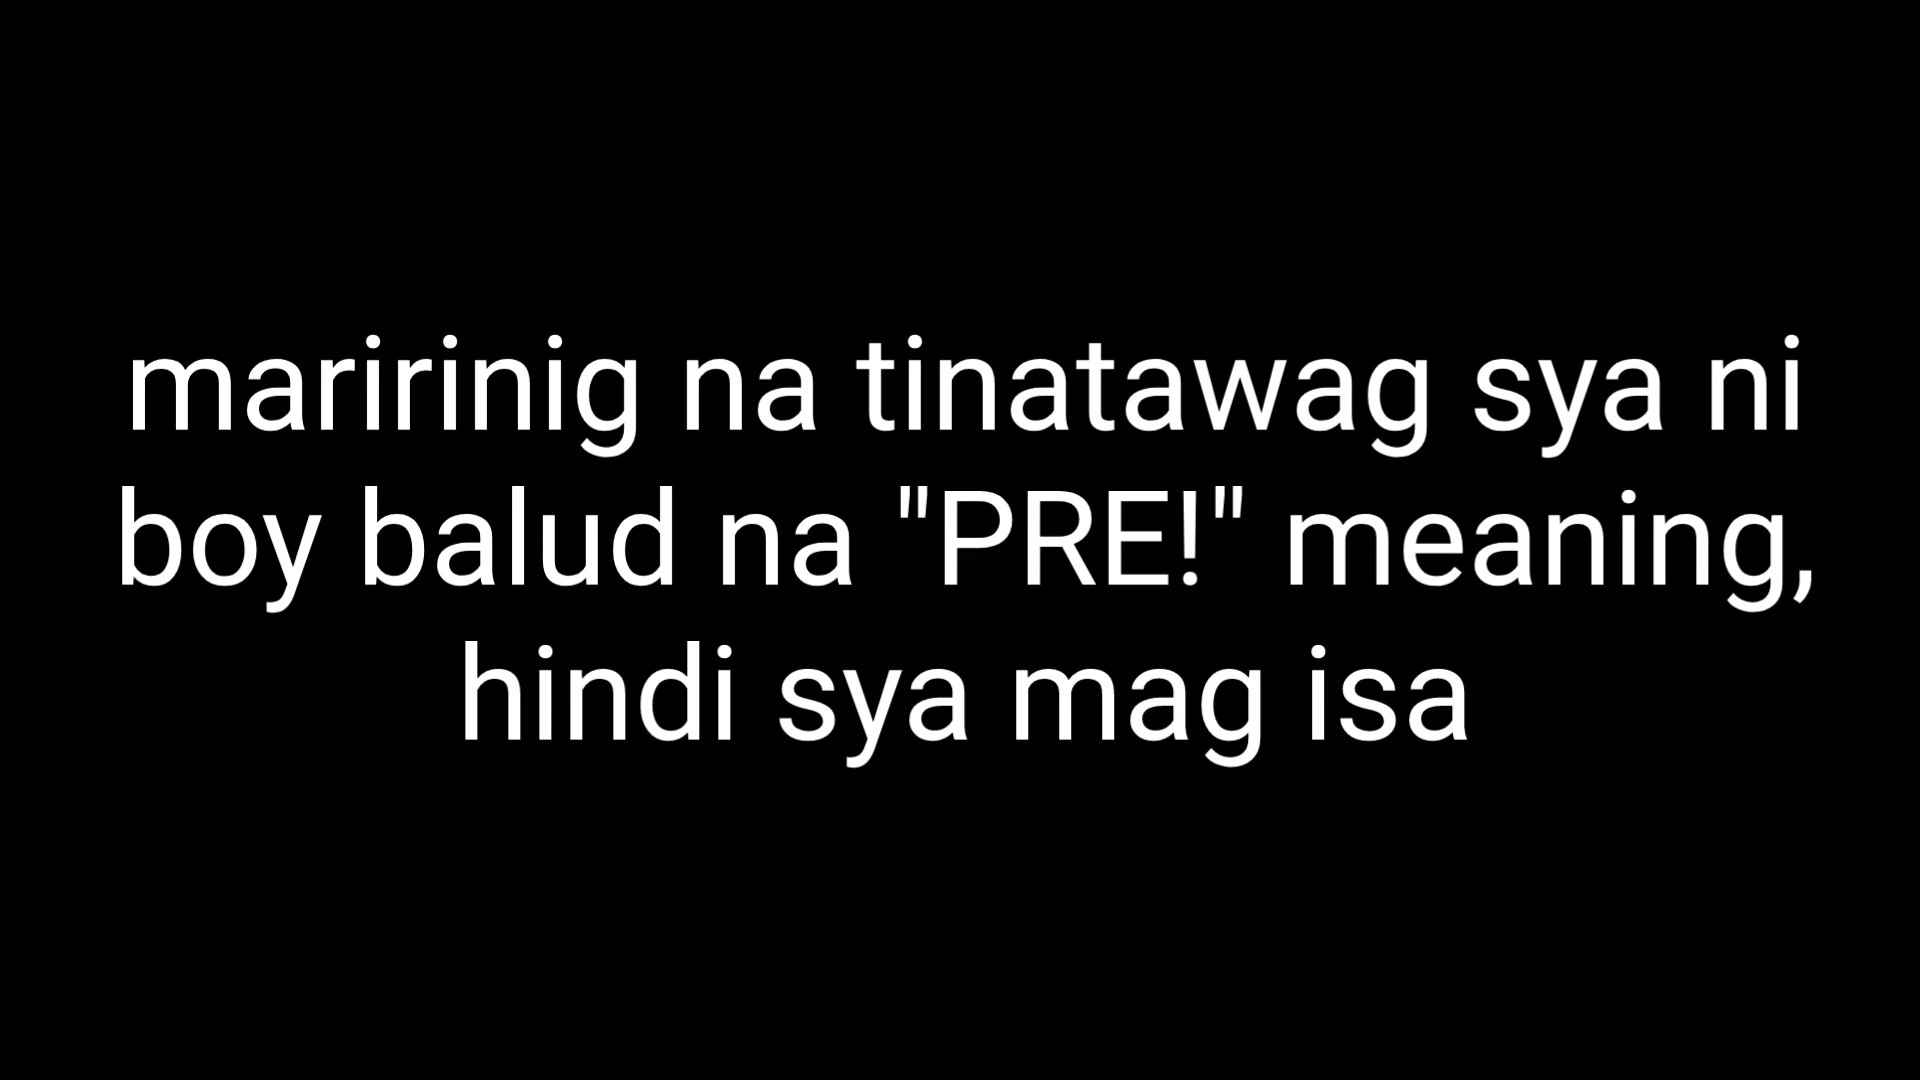 maririnig na tinatawag sya ni
boy balud na "PRE!" meaning,
hindi sya mag isa